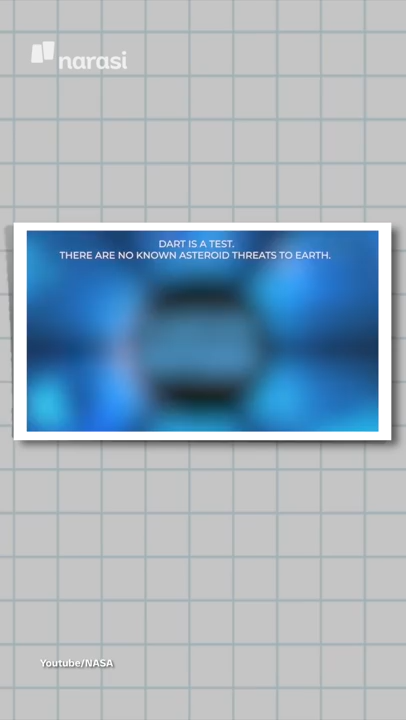 narasi
DART IS A TEST.
THERE ARE NO KNOWN ASTEROID THREATS TO EARTH.
Youtube/NASA